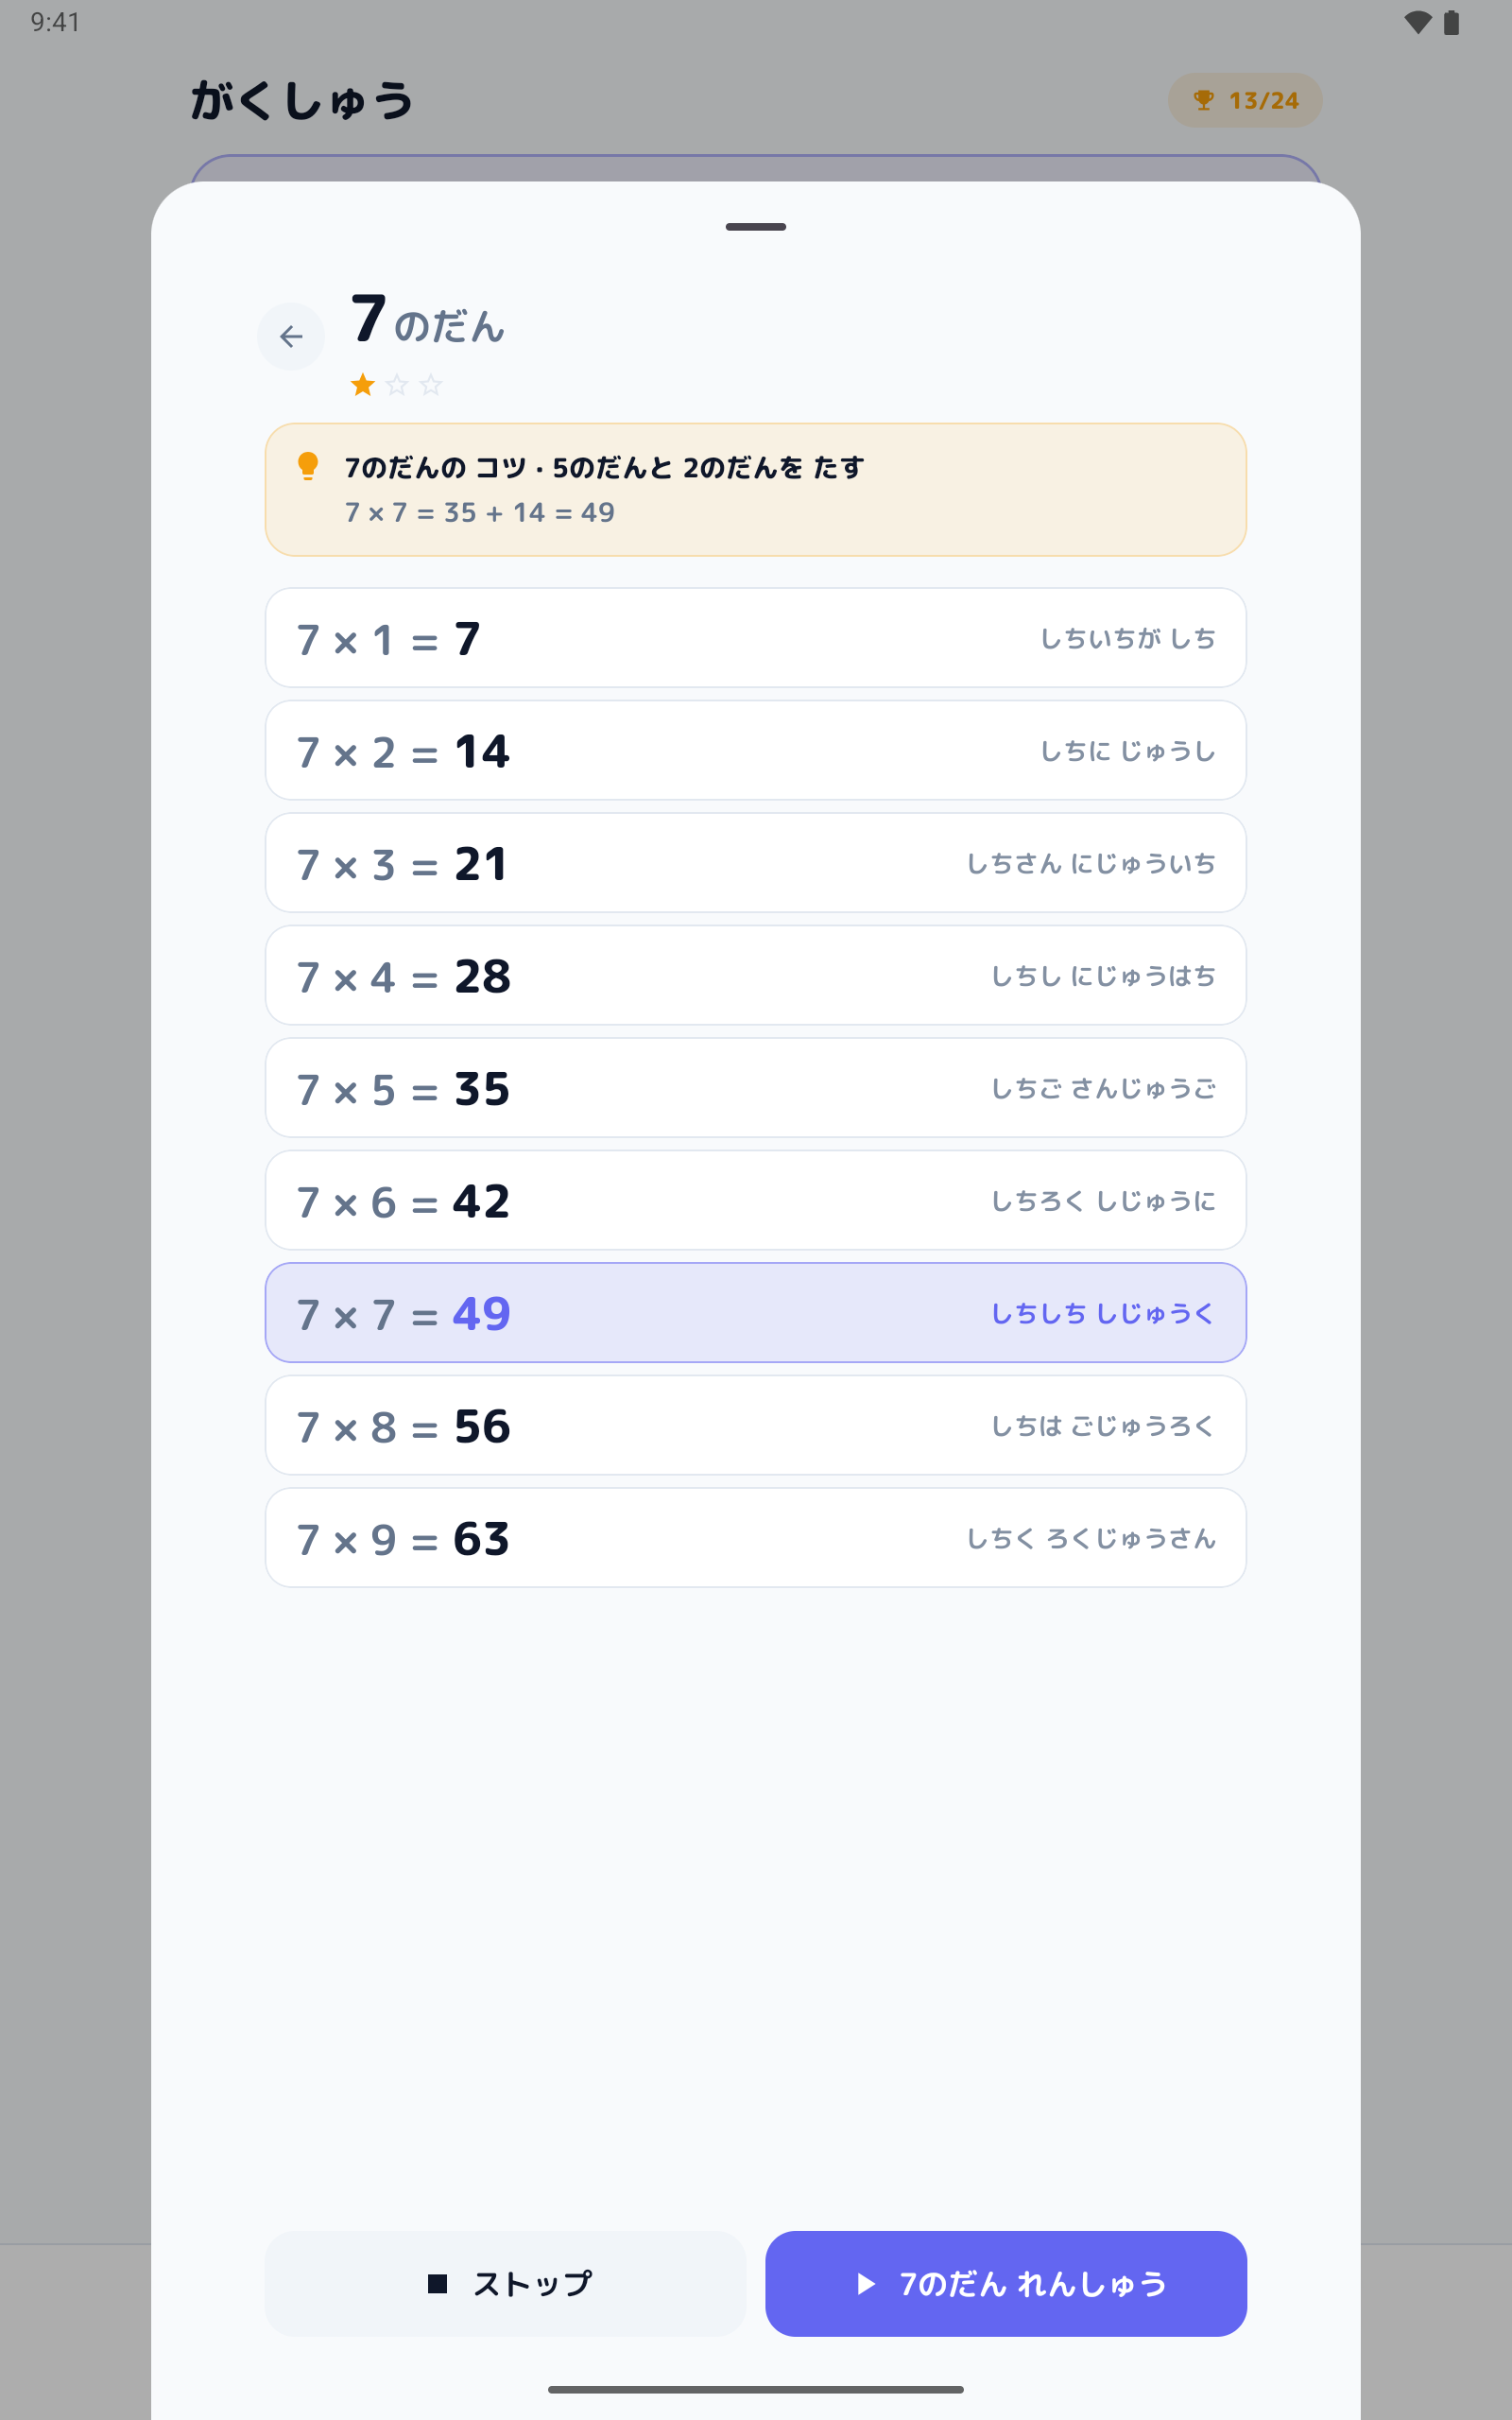 9:41
がくしゅう
13/24
7のだん
7のだんの コツ・5のだんと 2のだんを たす
7 × 7 = 35 + 14 = 49
7 × 1 = 7 しちいちが しち
7 × 2 = 14 しちに じゅうし
7 × 3 = 21 しちさん にじゅういち
7 × 4 = 28 しちし にじゅうはち
7 × 5 = 35 しちご さんじゅうご
7 × 6 = 42 しちろく しじゅうに
7 × 7 = 49 しちしち しじゅうく
7 × 8 = 56 しちは ごじゅうろく
7 × 9 = 63 しちく ろくじゅうさん
ストップ
7のだん れんしゅう